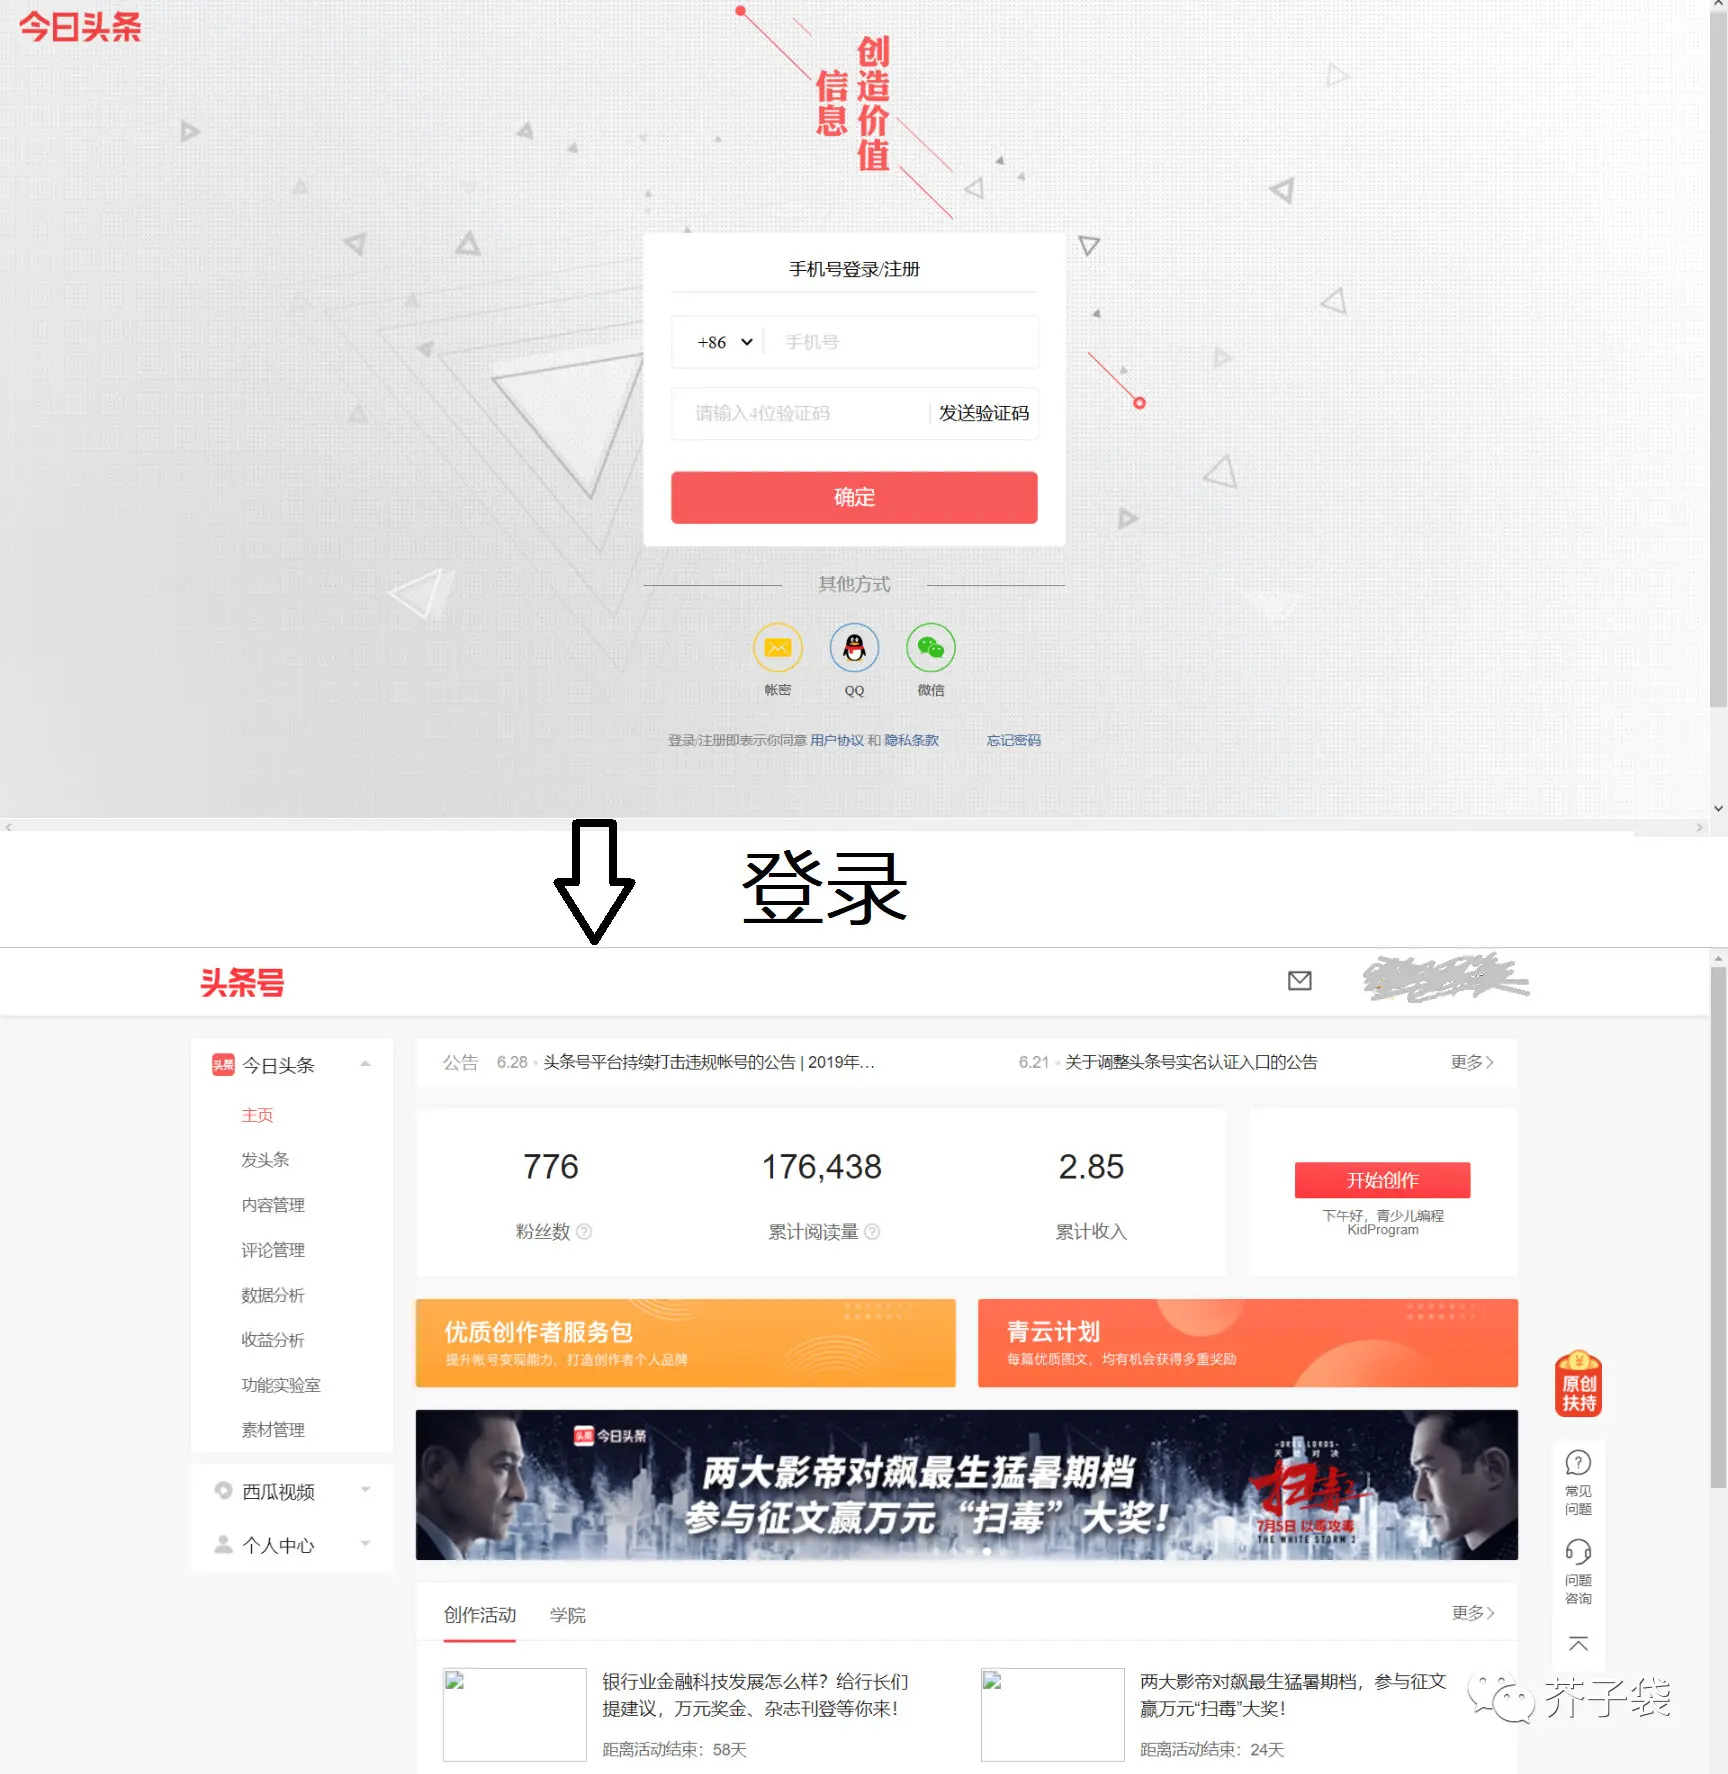 今日头条
创造价值
信息
手机号登录/注册
+86 手机号
请输入4位验证码 发送验证码
确定
其他方式
帐密 QQ 微信
登录/注册即表示你同意 用户协议 和 隐私条款 忘记密码
登录
头条号
头条 今日头条
主页
发头条
内容管理
评论管理
数据分析
收益分析
功能实验室
素材管理
西瓜视频
个人中心
公告 6.28 头条号平台持续打击违规帐号的公告 | 2019年... 6.21 关于调整头条号实名认证入口的公告 更多
776 176,438 2.85
粉丝数 累计阅读量 累计收入
开始创作
下午好，青少儿编程
KidProgram
优质创作者服务包
提升帐号变现能力，打造创作者个人品牌
青云计划
每篇优质图文，均有机会获得多重奖励
头条 今日头条
两大影帝对飙最生猛暑期档
参与征文赢万元“扫毒”大奖！
-DRUG LORDS-
天地对决
扫毒
7月5日 以毒攻毒
THE WHITE STORM 2
原创
扶持
常见
问题
问题
咨询
创作活动 学院 更多
银行业金融科技发展怎么样？给行长们
提建议，万元奖金、杂志刊登等你来！
距离活动结束：58天
两大影帝对飙最生猛暑期档，参与征文
赢万元“扫毒”大奖！
距离活动结束：24天
芥子袋